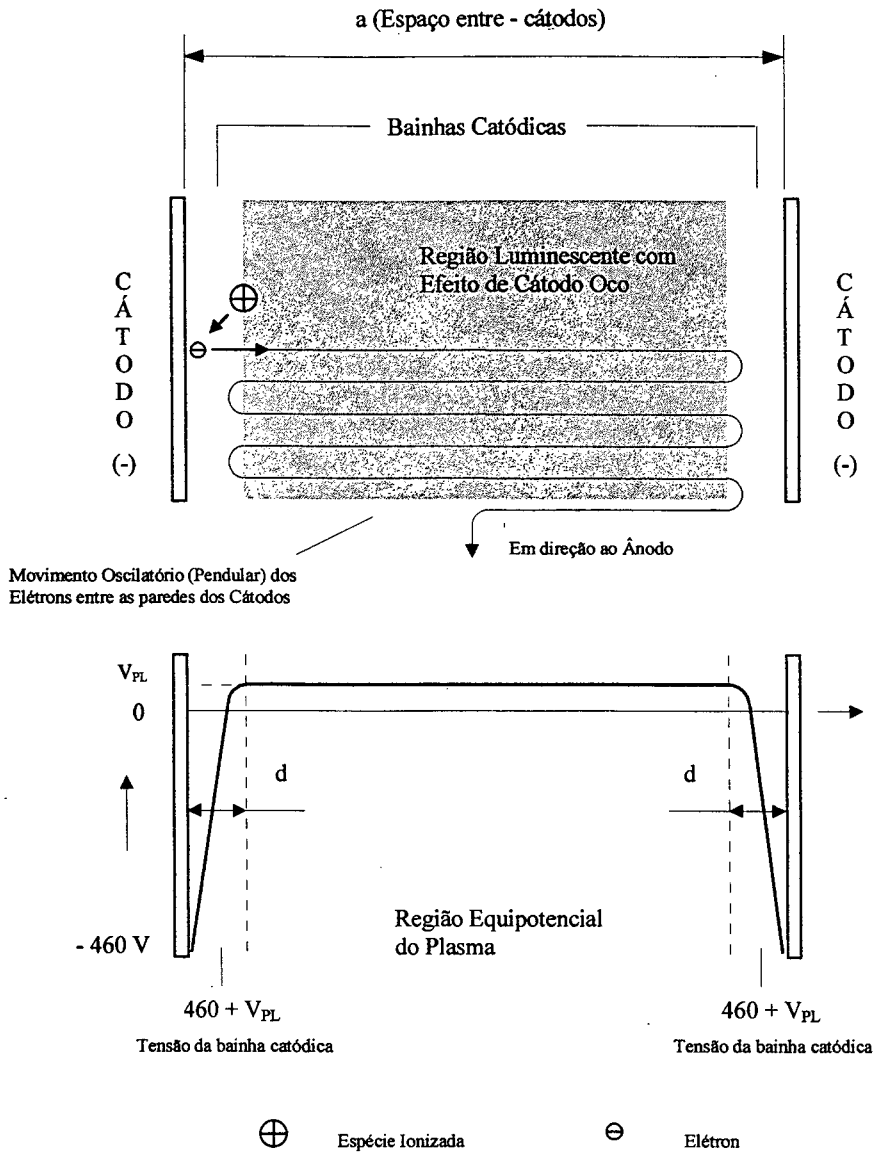 a (Espaço entre - cátodos)
Bainhas Catódicas
Região Luminescente com
Efeito de Cátodo Oco
C
Á
T
O
D
O
(-)
C
Á
T
O
D
O
(-)
Em direção ao Ânodo
Movimento Oscilatório (Pendular) dos
Elétrons entre as paredes dos Cátodos
V_PL
0
d
d
- 460 V
Região Equipotencial
do Plasma
460 + V_PL
Tensão da bainha catódica
460 + V_PL
Tensão da bainha catódica
Espécie Ionizada
Elétron